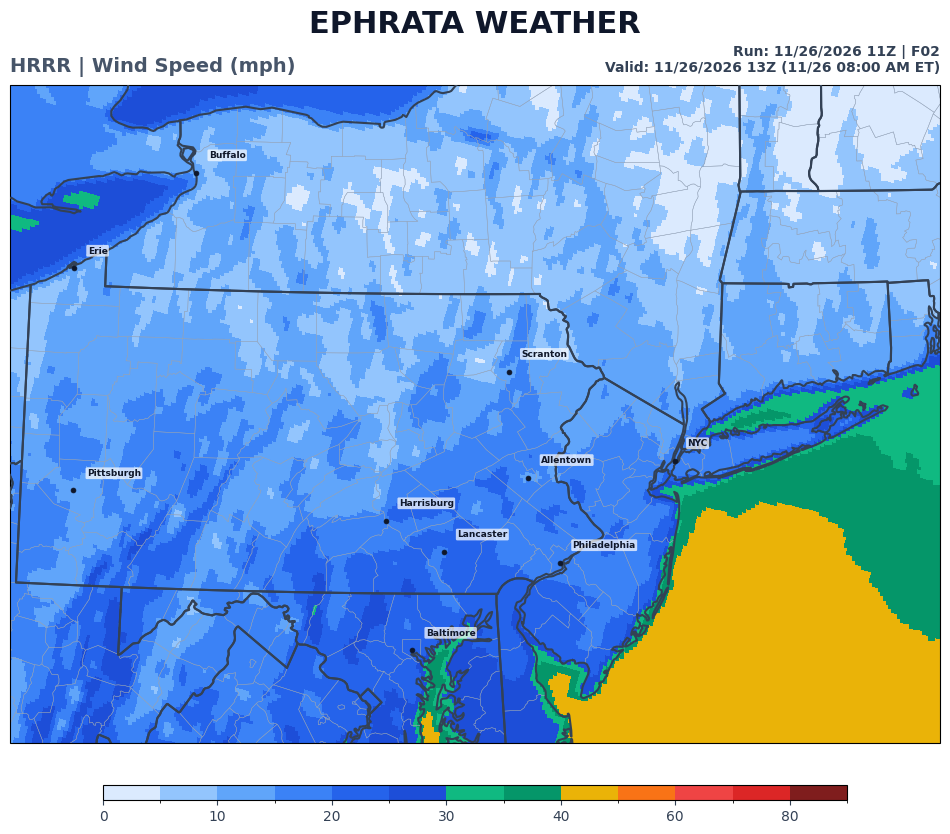 EPHRATA WEATHER
HRRR | Wind Speed (mph)
Run: 11/26/2026 11Z | F02
Valid: 11/26/2026 13Z (11/26 08:00 AM ET)
Buffalo
Erie
Scranton
NYC
Allentown
Pittsburgh
Harrisburg
Lancaster
Philadelphia
Baltimore
0 10 20 30 40 50 60 70 80